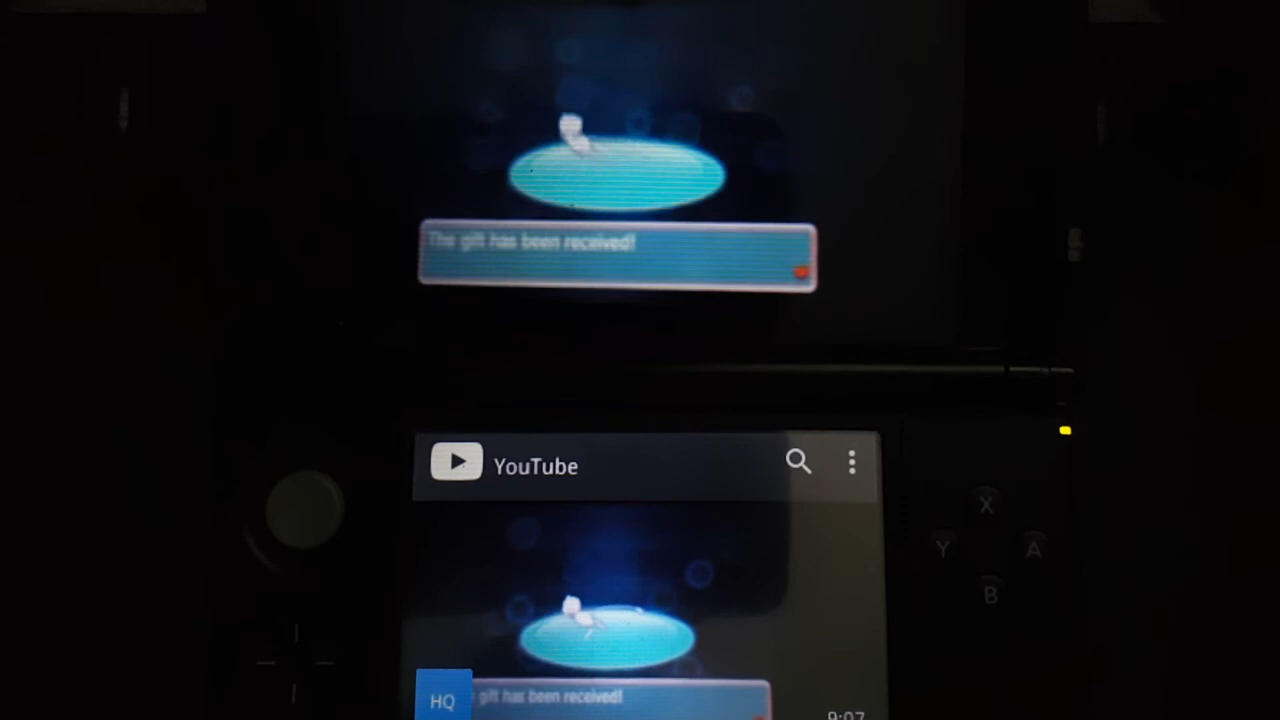 The gift has been received!
YouTube
X
Y
A
B
HQ
gift has been received!
9:07